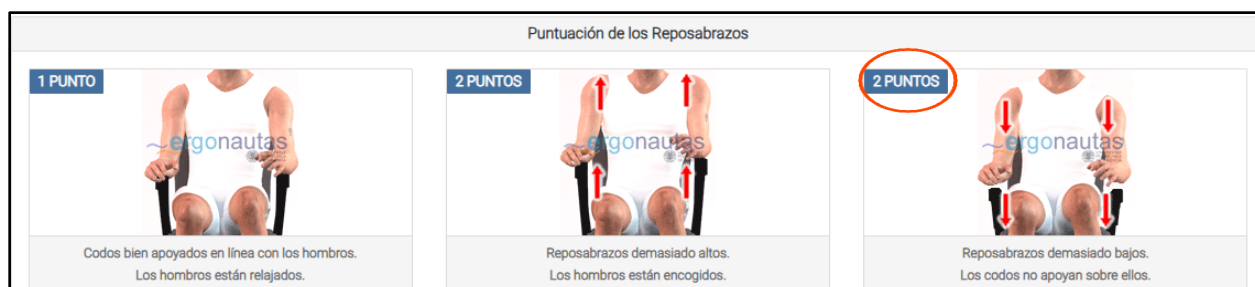 Puntuación de los Reposabrazos
1 PUNTO
ergonautas
Codos bien apoyados en línea con los hombros.
Los hombros están relajados.
2 PUNTOS
ergonautas
Reposabrazos demasiado altos.
Los hombros están encogidos.
2 PUNTOS
ergonautas
Reposabrazos demasiado bajos.
Los codos no apoyan sobre ellos.